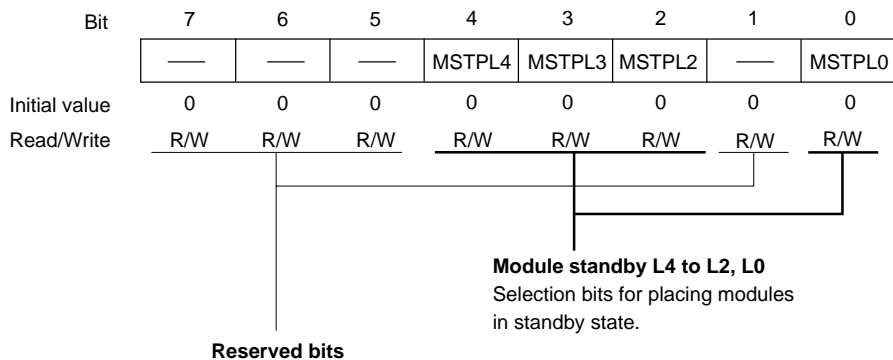 Bit 7 6 5 4 3 2 1 0
— — — MSTPL4 MSTPL3 MSTPL2 — MSTPL0
Initial value 0 0 0 0 0 0 0 0
Read/Write R/W R/W R/W R/W R/W R/W R/W R/W
Module standby L4 to L2, L0
Selection bits for placing modules
in standby state.
Reserved bits